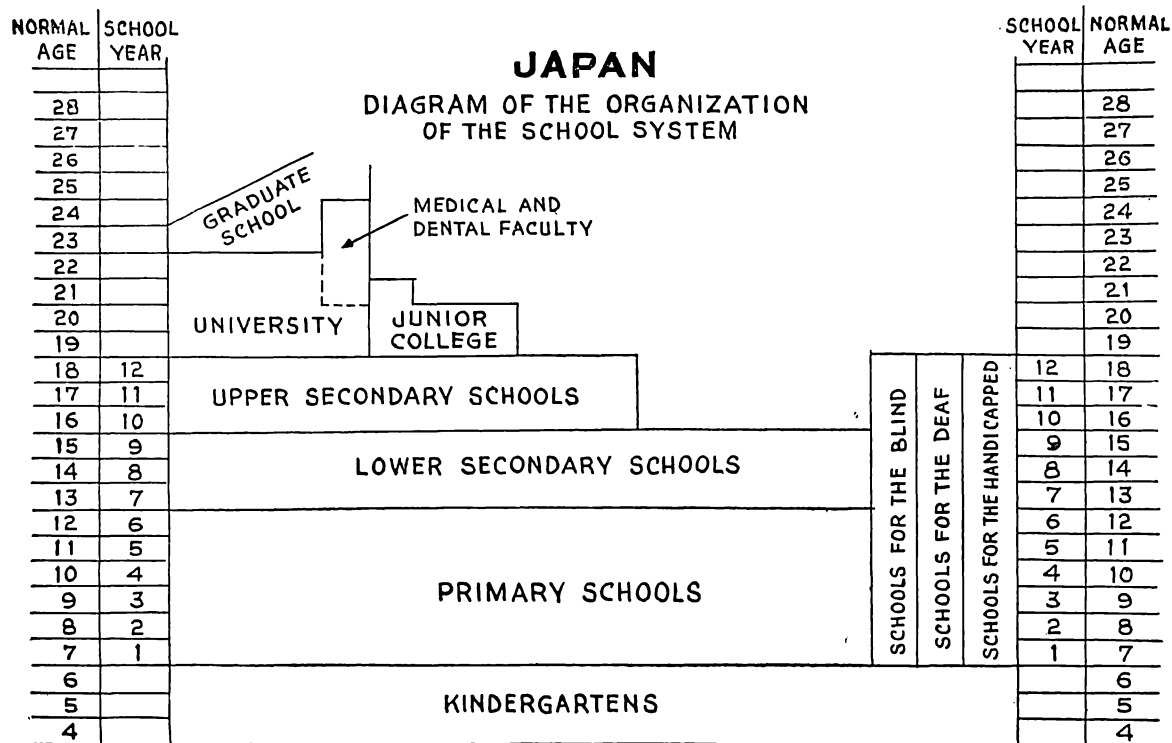 JAPAN
DIAGRAM OF THE ORGANIZATION
OF THE SCHOOL SYSTEM
NORMAL AGE SCHOOL YEAR
SCHOOL YEAR NORMAL AGE
28 28
27 27
26 26
25 25
24 24
23 23
22 22
21 21
20 20
19 19
18 12 12 18
17 11 11 17
16 10 10 16
15 9 9 15
14 8 8 14
13 7 7 13
12 6 6 12
11 5 5 11
10 4 4 10
9 3 3 9
8 2 2 8
7 1 1 7
6 6
5 5
4 4
GRADUATE
SCHOOL
MEDICAL AND
DENTAL FACULTY
UNIVERSITY
JUNIOR
COLLEGE
UPPER SECONDARY SCHOOLS
LOWER SECONDARY SCHOOLS
PRIMARY SCHOOLS
KINDERGARTENS
SCHOOLS FOR THE BLIND
SCHOOLS FOR THE DEAF
SCHOOLS FOR THE HANDICAPPED